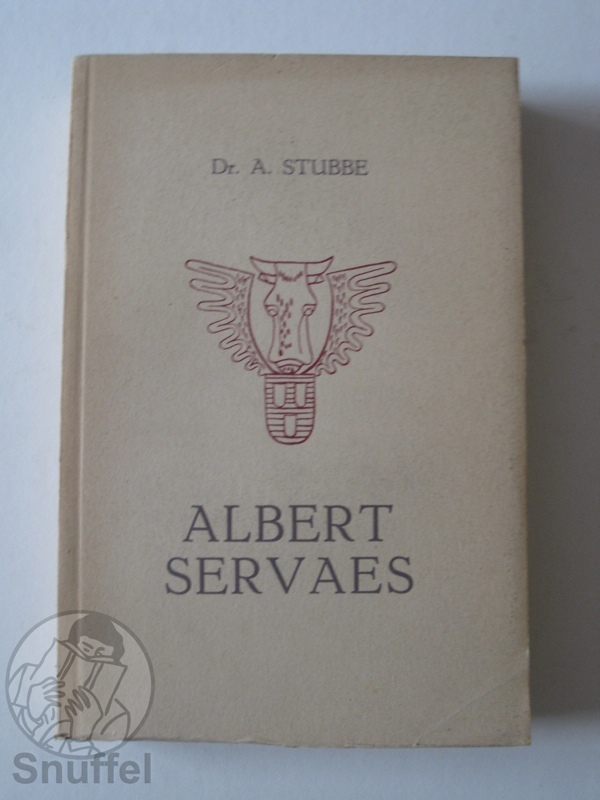 Dr. A. STUBBE
ALBERT
SERVAES
Snuffel